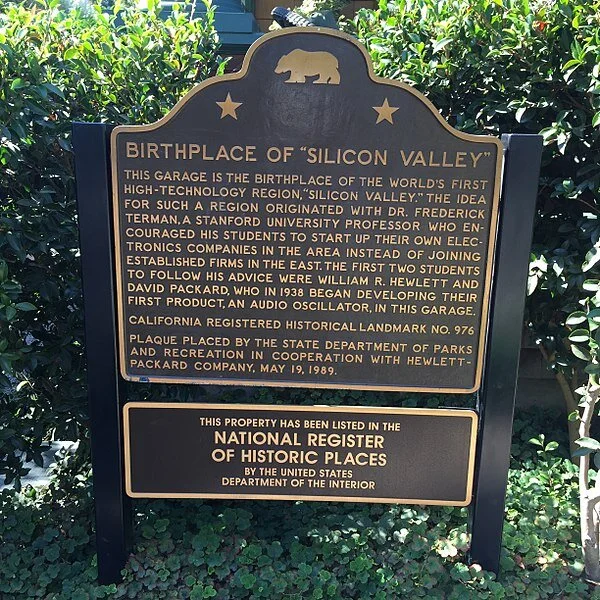 BIRTHPLACE OF "SILICON VALLEY"
THIS GARAGE IS THE BIRTHPLACE OF THE WORLD'S FIRST
HIGH-TECHNOLOGY REGION, "SILICON VALLEY." THE IDEA
FOR SUCH A REGION ORIGINATED WITH DR. FREDERICK
TERMAN, A STANFORD UNIVERSITY PROFESSOR WHO EN-
COURAGED HIS STUDENTS TO START UP THEIR OWN ELEC-
TRONICS COMPANIES IN THE AREA INSTEAD OF JOINING
ESTABLISHED FIRMS IN THE EAST. THE FIRST TWO STUDENTS
TO FOLLOW HIS ADVICE WERE WILLIAM R. HEWLETT AND
DAVID PACKARD, WHO IN 1938 BEGAN DEVELOPING THEIR
FIRST PRODUCT, AN AUDIO OSCILLATOR, IN THIS GARAGE.
CALIFORNIA REGISTERED HISTORICAL LANDMARK NO. 976
PLAQUE PLACED BY THE STATE DEPARTMENT OF PARKS
AND RECREATION IN COOPERATION WITH HEWLETT-
PACKARD COMPANY, MAY 19, 1989.
THIS PROPERTY HAS BEEN LISTED IN THE
NATIONAL REGISTER
OF HISTORIC PLACES
BY THE UNITED STATES
DEPARTMENT OF THE INTERIOR